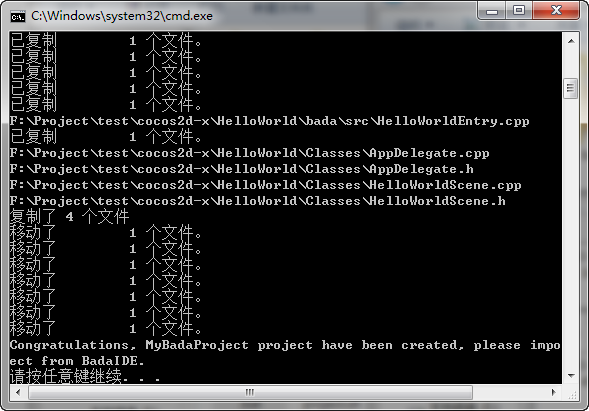 C:\Windows\system32\cmd.exe
已复制         1 个文件。
已复制         1 个文件。
已复制         1 个文件。
已复制         1 个文件。
已复制         1 个文件。
F:\Project\test\cocos2d-x\HelloWorld\bada\src\HelloWorldEntry.cpp
已复制         1 个文件。
F:\Project\test\cocos2d-x\HelloWorld\Classes\AppDelegate.cpp
F:\Project\test\cocos2d-x\HelloWorld\Classes\AppDelegate.h
F:\Project\test\cocos2d-x\HelloWorld\Classes\HelloWorldScene.cpp
F:\Project\test\cocos2d-x\HelloWorld\Classes\HelloWorldScene.h
复制了 4 个文件
移动了         1 个文件。
移动了         1 个文件。
移动了         1 个文件。
移动了         1 个文件。
移动了         1 个文件。
移动了         1 个文件。
移动了         1 个文件。
Congratulations, MyBadaProject project have been created, please impo
ect from BadaIDE.
请按任意键继续. . .